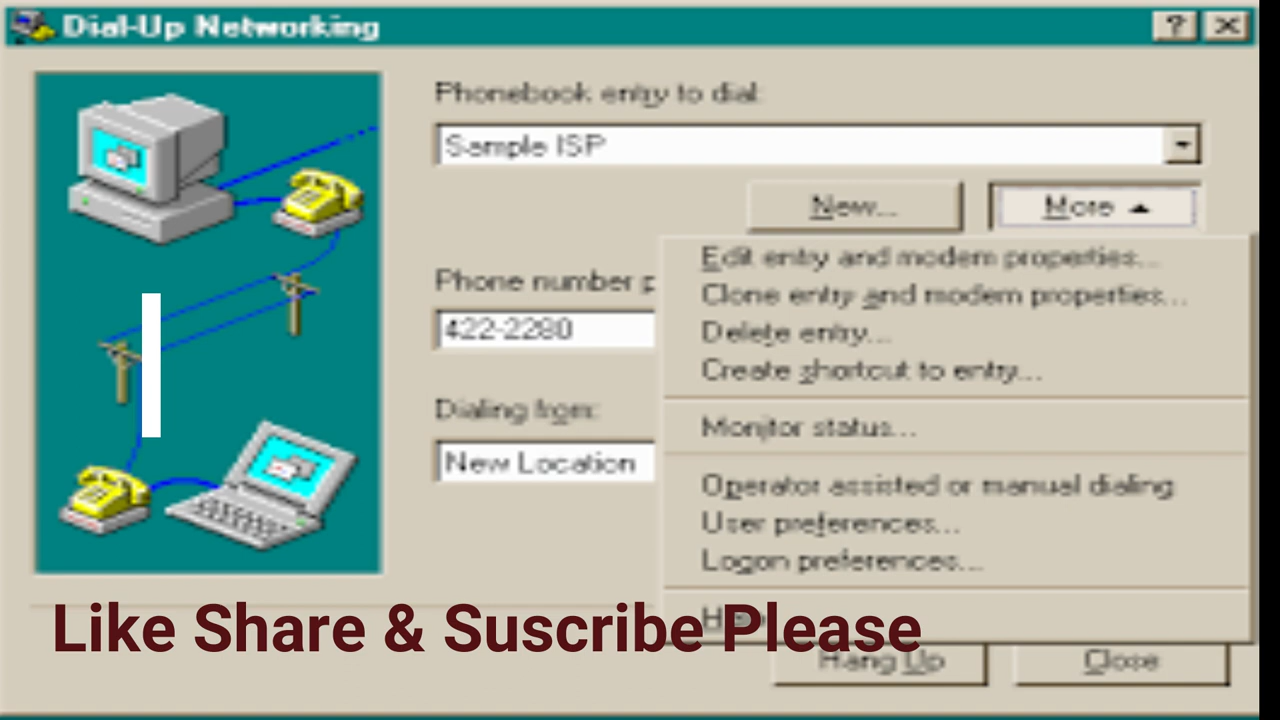 Dial-Up Networking
Phonebook entry to dial:
Sample ISP
New...
More
Edit entry and modem properties...
Clone entry and modem properties...
Delete entry...
Create shortcut to entry...
Monitor status...
Operator assisted or manual dialing
User preferences...
Logon preferences...
Phone number p
422-2280
Dialing from:
New Location
Like Share & Suscribe Please
Hang Up
Close